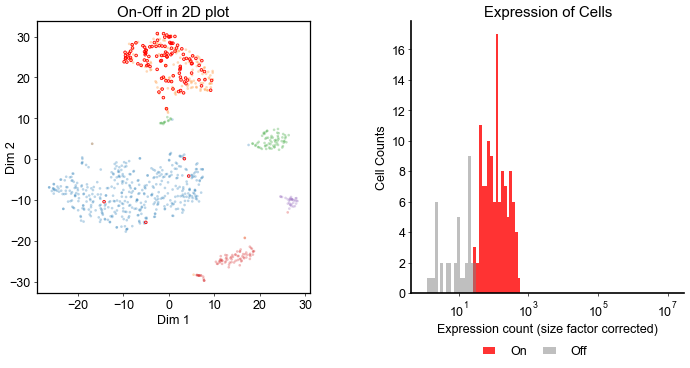 On-Off in 2D plot
30
20
10
0
−10
−20
−30
Dim 2
−20 −10 0 10 20 30
Dim 1
Expression of Cells
16
14
12
10
8
6
4
2
0
Cell Counts
10^1 10^3 10^5 10^7
Expression count (size factor corrected)
On Off